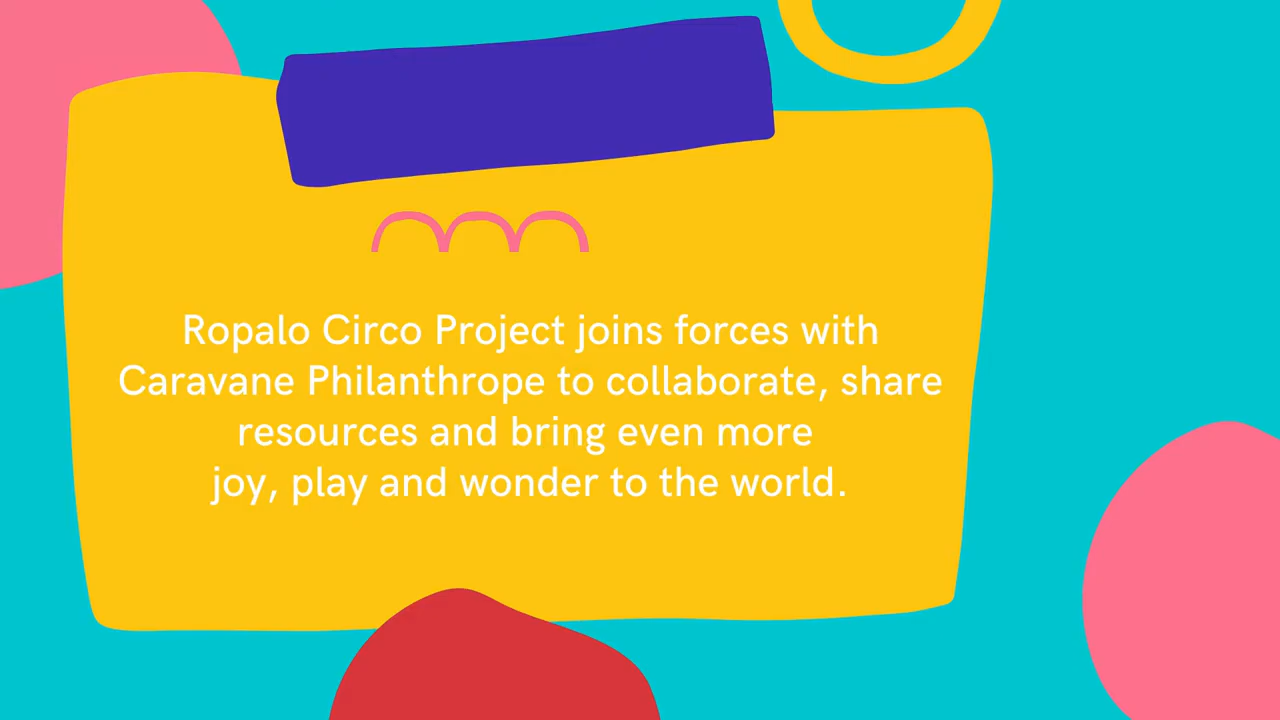 Ropalo Circo Project joins forces with
Caravane Philanthrope to collaborate, share
resources and bring even more
joy, play and wonder to the world.